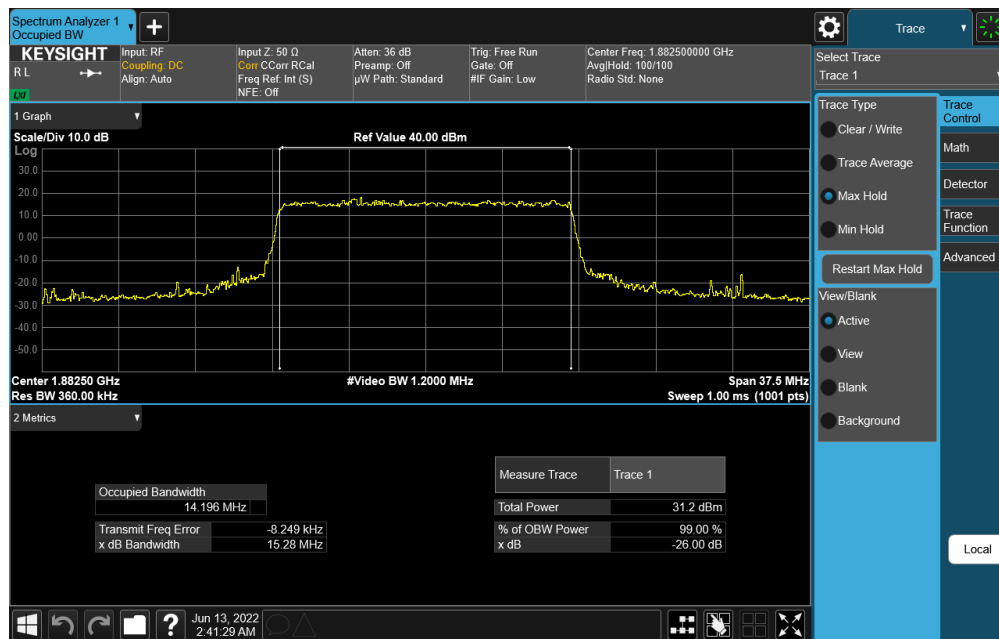 Spectrum Analyzer 1
Occupied BW
Trace
KEYSIGHT
R L
LXI
Input: RF
Coupling: DC
Align: Auto
Input Z: 50 Ω
Corr CCorr RCal
Freq Ref: Int (S)
NFE: Off
Atten: 36 dB
Preamp: Off
µW Path: Standard
Trig: Free Run
Gate: Off
#IF Gain: Low
Center Freq: 1.882500000 GHz
Avg|Hold: 100/100
Radio Std: None
Select Trace
Trace 1
1 Graph
Scale/Div 10.0 dB
Ref Value 40.00 dBm
Log
30.0
20.0
10.0
0.00
-10.0
-20.0
-30.0
-40.0
-50.0
Center 1.88250 GHz
#Video BW 1.2000 MHz
Span 37.5 MHz
Res BW 360.00 kHz
Sweep 1.00 ms (1001 pts)
2 Metrics
Measure Trace
Trace 1
Occupied Bandwidth
14.196 MHz
Total Power
31.2 dBm
Transmit Freq Error
-8.249 kHz
% of OBW Power
99.00 %
x dB Bandwidth
15.28 MHz
x dB
-26.00 dB
Trace Type
Clear / Write
Trace Average
Max Hold
Min Hold
Restart Max Hold
View/Blank
Active
View
Blank
Background
Trace
Control
Math
Detector
Trace
Function
Advanced
Local
?
Jun 13, 2022
2:41:29 AM